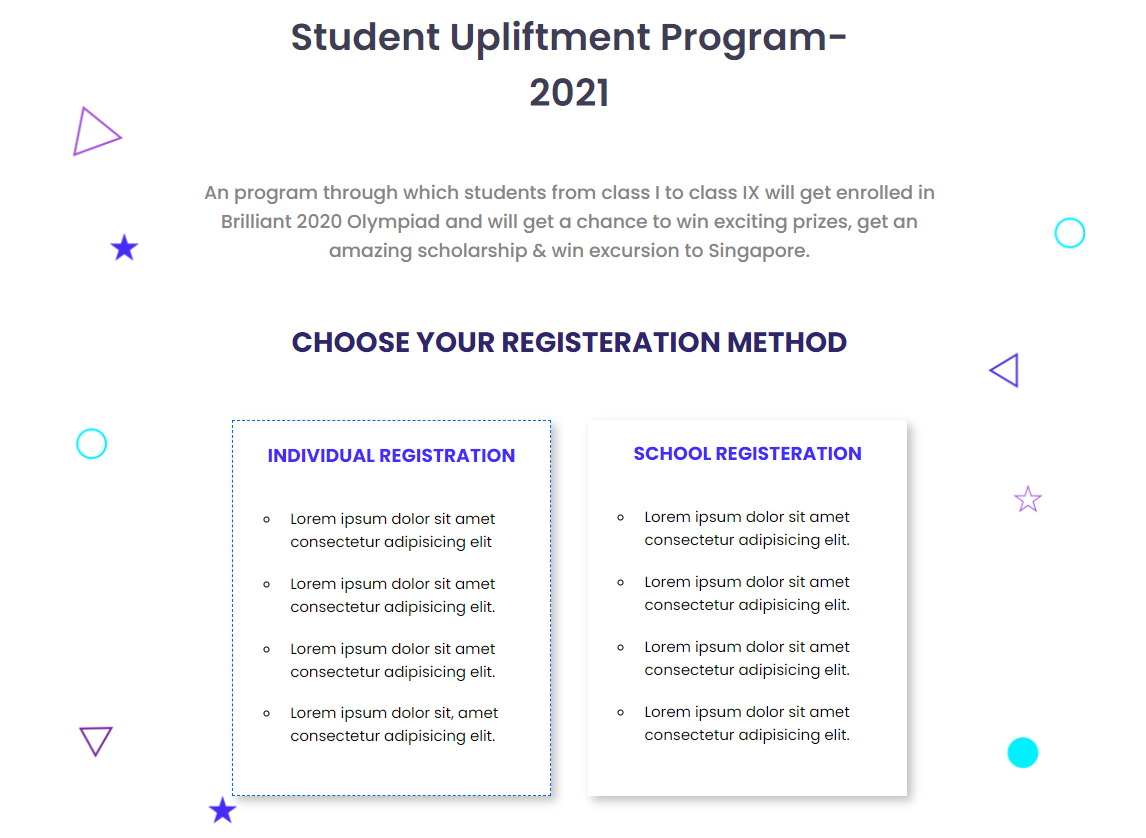 Student Upliftment Program-
2021
An program through which students from class I to class IX will get enrolled in
Brilliant 2020 Olympiad and will get a chance to win exciting prizes, get an
amazing scholarship & win excursion to Singapore.
CHOOSE YOUR REGISTERATION METHOD
INDIVIDUAL REGISTRATION
Lorem ipsum dolor sit amet
consectetur adipisicing elit
Lorem ipsum dolor sit amet
consectetur adipisicing elit.
Lorem ipsum dolor sit amet
consectetur adipisicing elit.
Lorem ipsum dolor sit, amet
consectetur adipisicing elit.
SCHOOL REGISTERATION
Lorem ipsum dolor sit amet
consectetur adipisicing elit.
Lorem ipsum dolor sit amet
consectetur adipisicing elit.
Lorem ipsum dolor sit amet
consectetur adipisicing elit.
Lorem ipsum dolor sit amet
consectetur adipisicing elit.